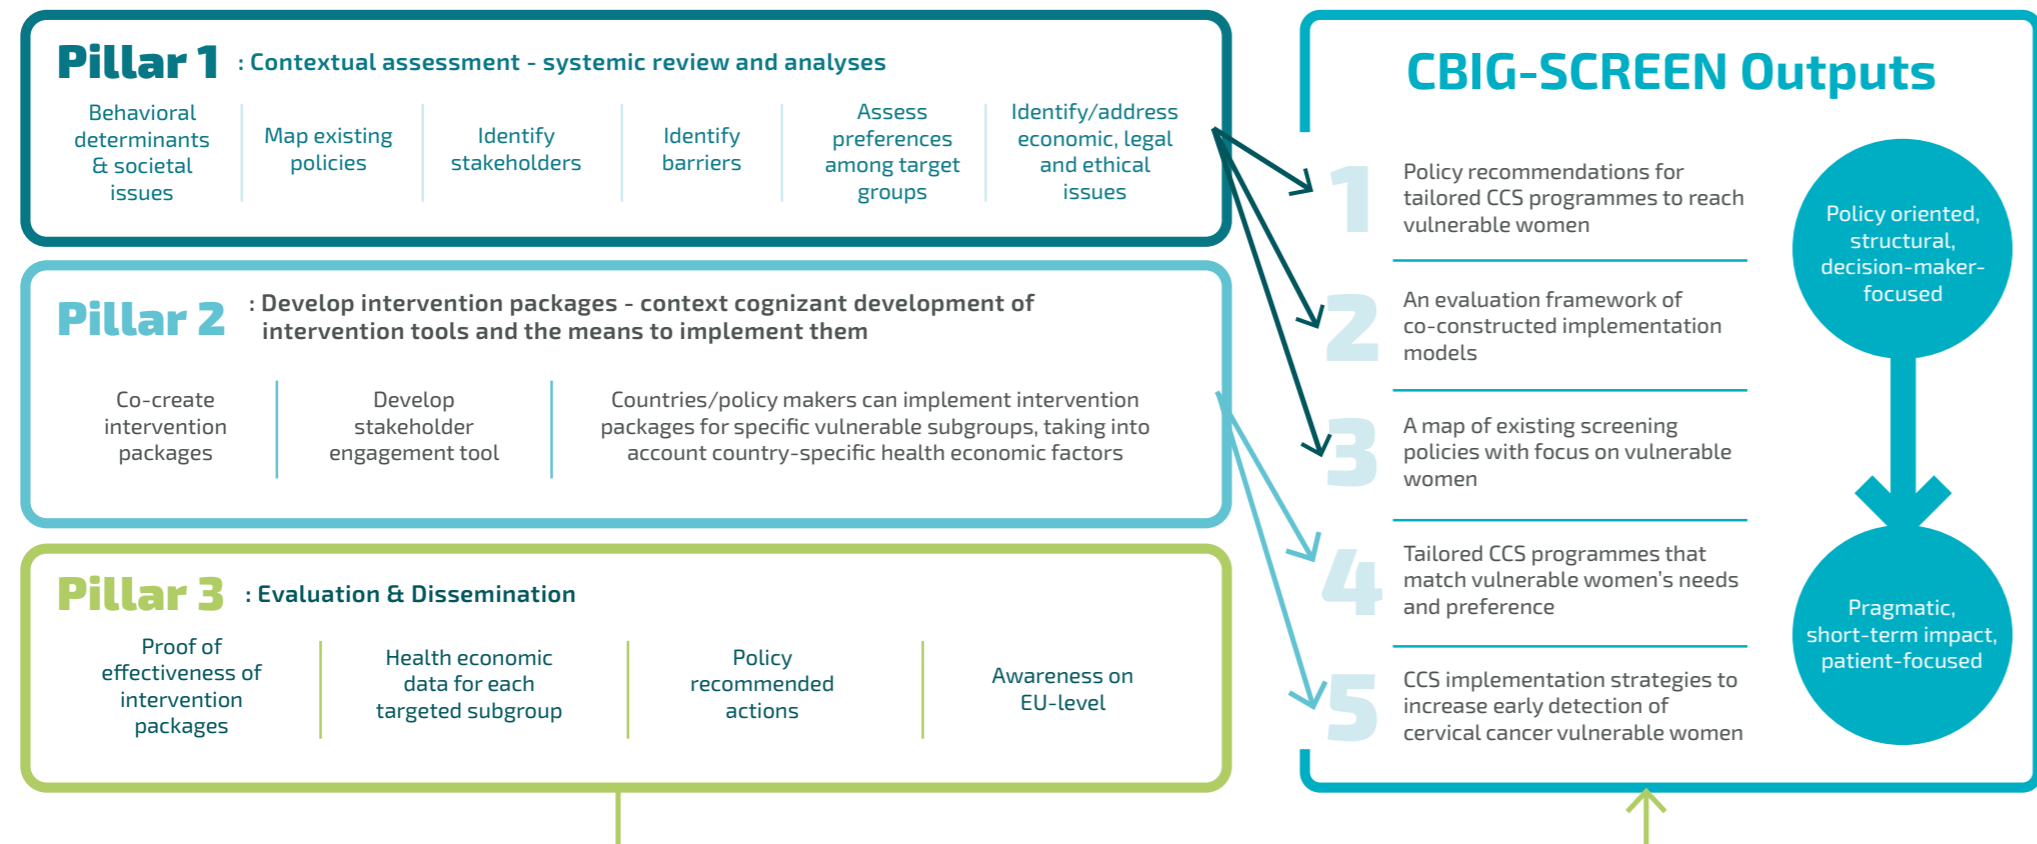 Pillar 1 : Contextual assessment - systemic review and analyses
Behavioral
determinants
& societal
issues
Map existing
policies
Identify
stakeholders
Identify
barriers
Assess
preferences
among target
groups
Identify/address
economic, legal
and ethical
issues
Pillar 2 : Develop intervention packages - context cognizant development of
intervention tools and the means to implement them
Co-create
intervention
packages
Develop
stakeholder
engagement tool
Countries/policy makers can implement intervention
packages for specific vulnerable subgroups, taking into
account country-specific health economic factors
Pillar 3 : Evaluation & Dissemination
Proof of
effectiveness of
intervention
packages
Health economic
data for each
targeted subgroup
Policy
recommended
actions
Awareness on
EU-level
CBIG-SCREEN Outputs
1
Policy recommendations for
tailored CCS programmes to reach
vulnerable women
2
An evaluation framework of
co-constructed implementation
models
3
A map of existing screening
policies with focus on vulnerable
women
4
Tailored CCS programmes that
match vulnerable women's needs
and preference
5
CCS implementation strategies to
increase early detection of
cervical cancer vulnerable women
Policy oriented,
structural,
decision-maker-
focused
Pragmatic,
short-term impact,
patient-focused